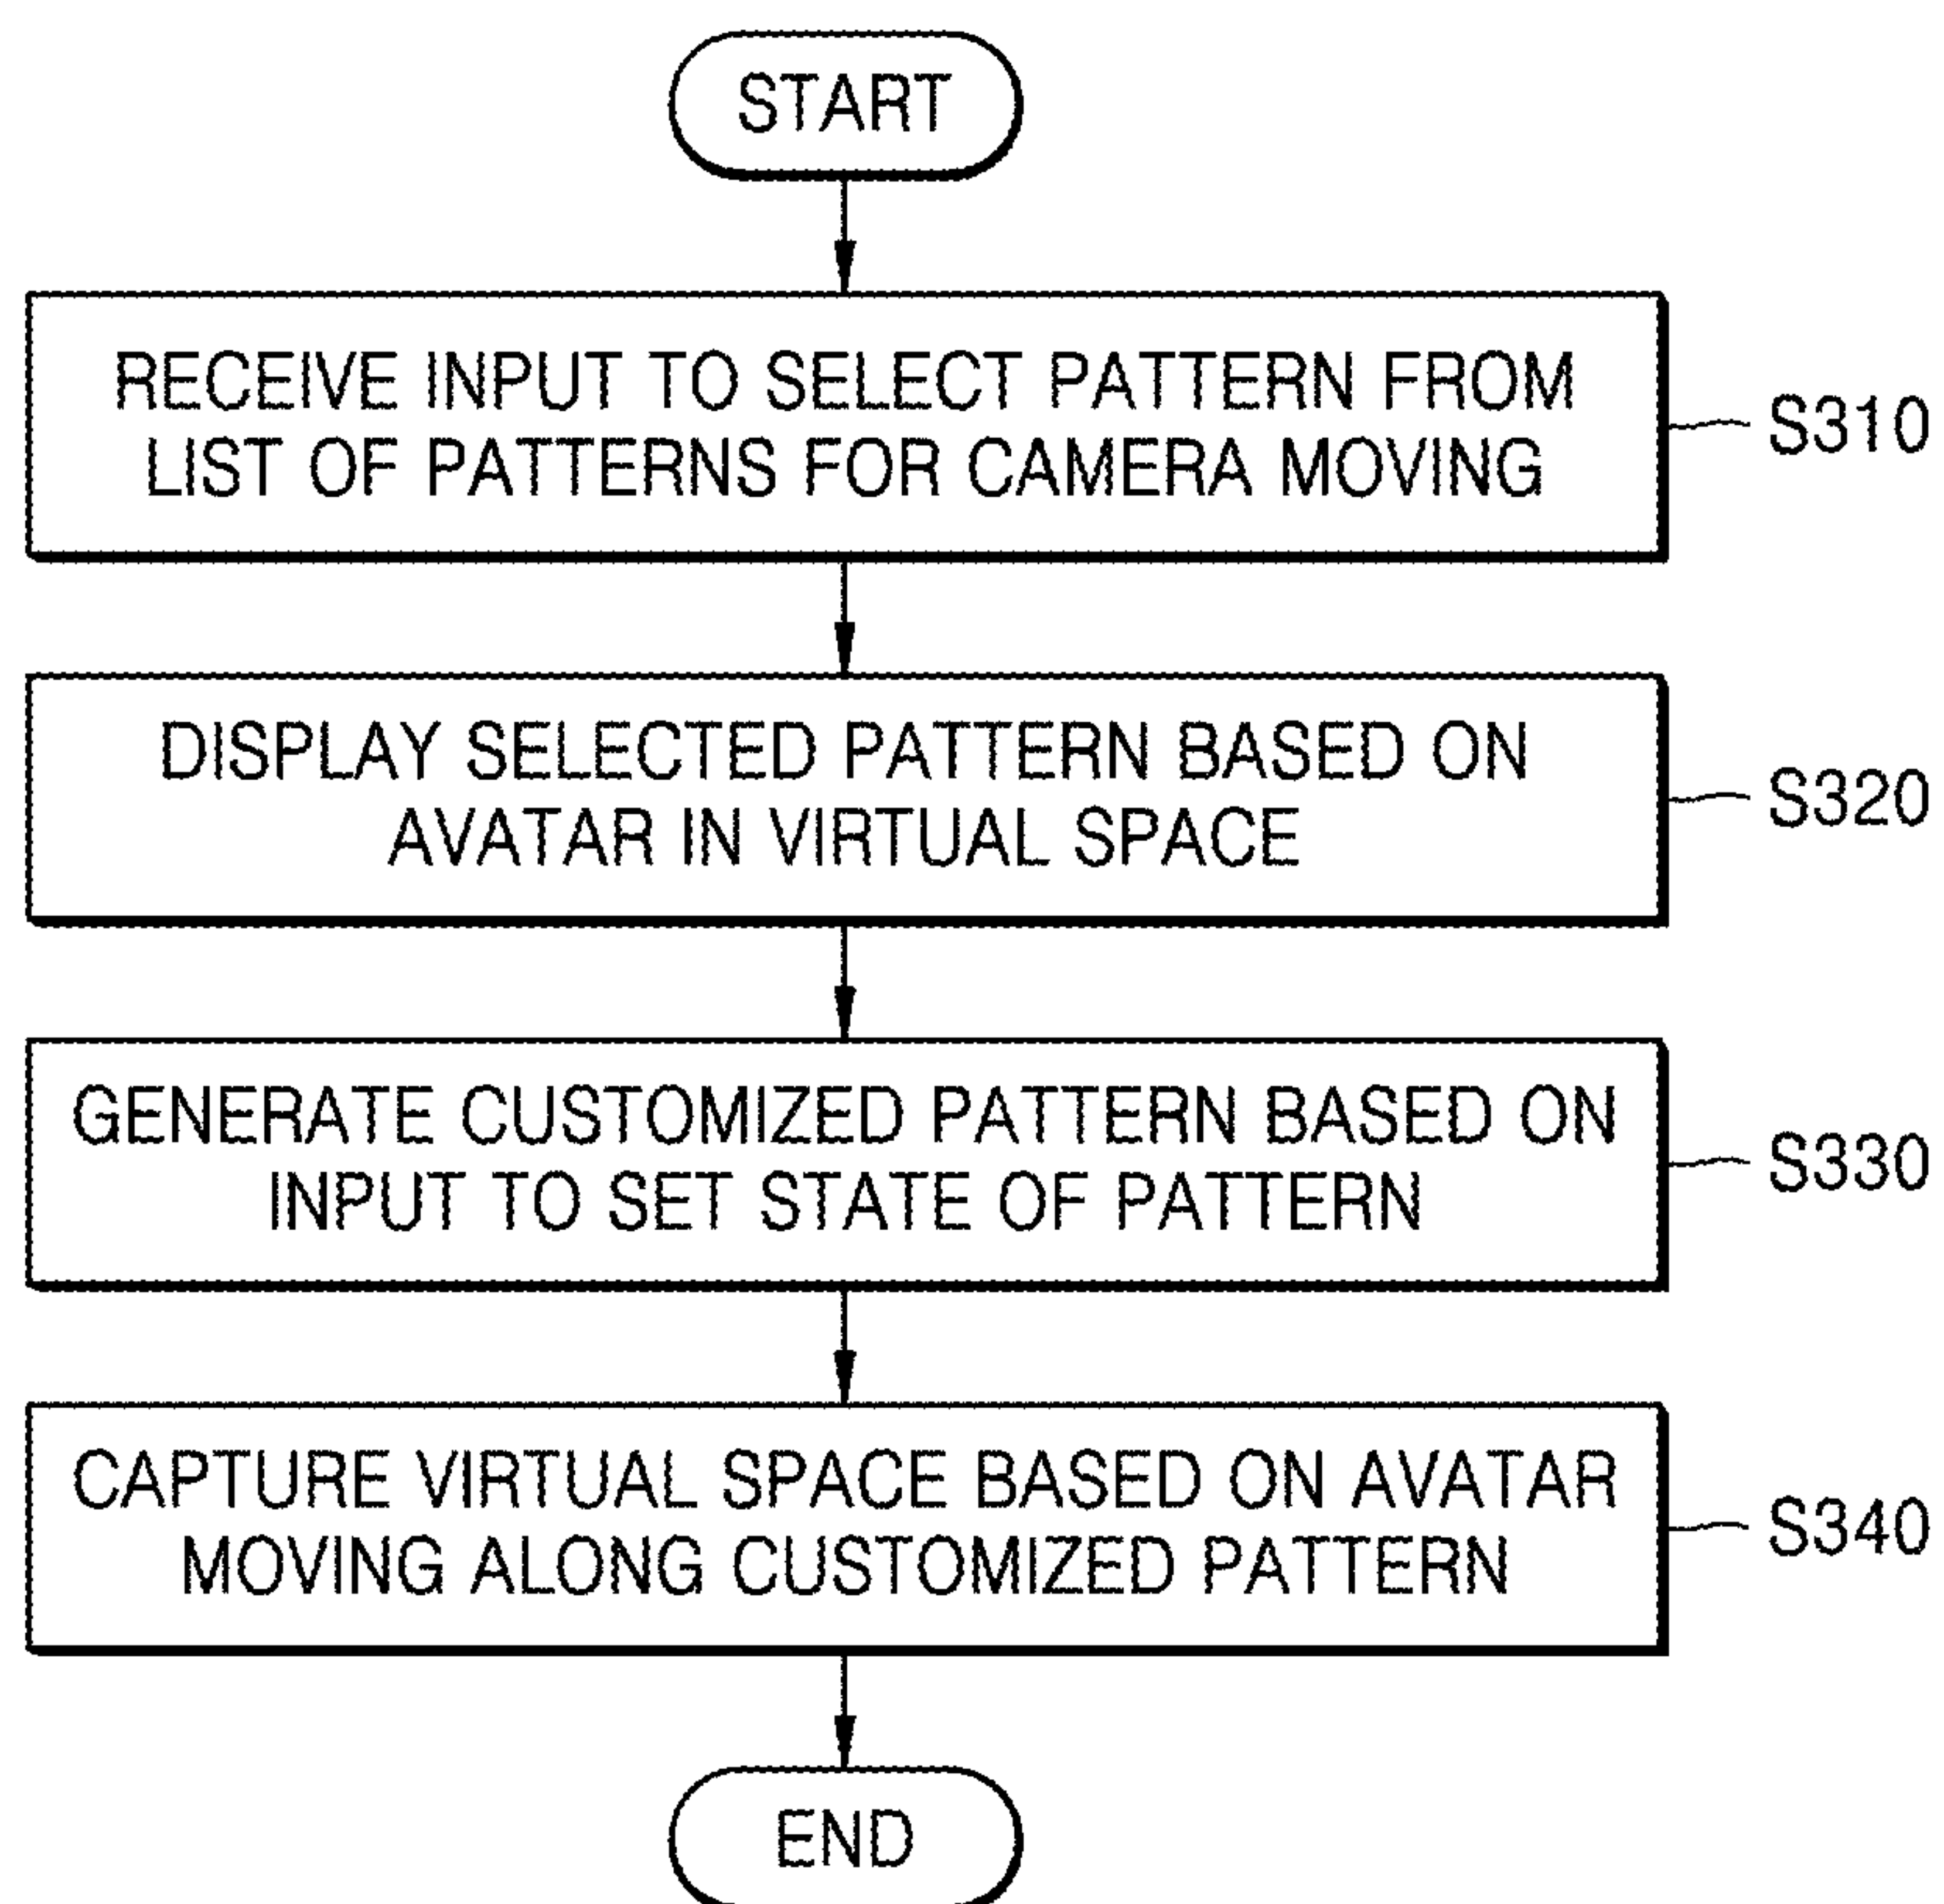 START
RECEIVE INPUT TO SELECT PATTERN FROM
LIST OF PATTERNS FOR CAMERA MOVING
S310
DISPLAY SELECTED PATTERN BASED ON
AVATAR IN VIRTUAL SPACE
S320
GENERATE CUSTOMIZED PATTERN BASED ON
INPUT TO SET STATE OF PATTERN
S330
CAPTURE VIRTUAL SPACE BASED ON AVATAR
MOVING ALONG CUSTOMIZED PATTERN
S340
END